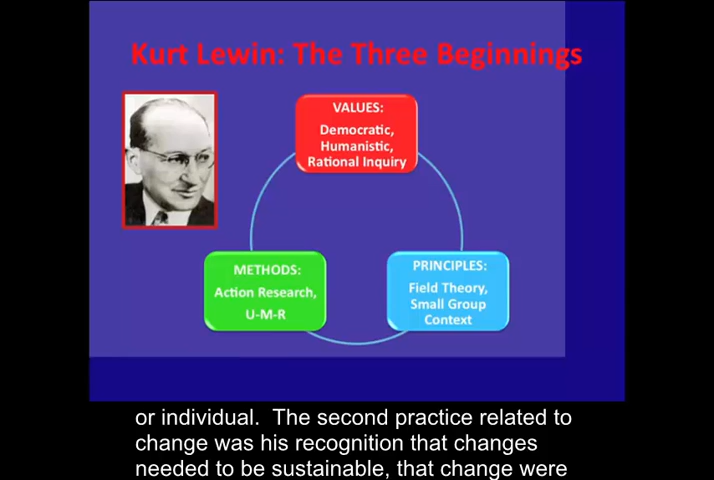 Kurt Lewin: The Three Beginnings
VALUES:
Democratic,
Humanistic,
Rational Inquiry
METHODS:
Action Research,
U-M-R
PRINCIPLES:
Field Theory,
Small Group
Context
or individual.  The second practice related to
change was his recognition that changes
needed to be sustainable, that change were